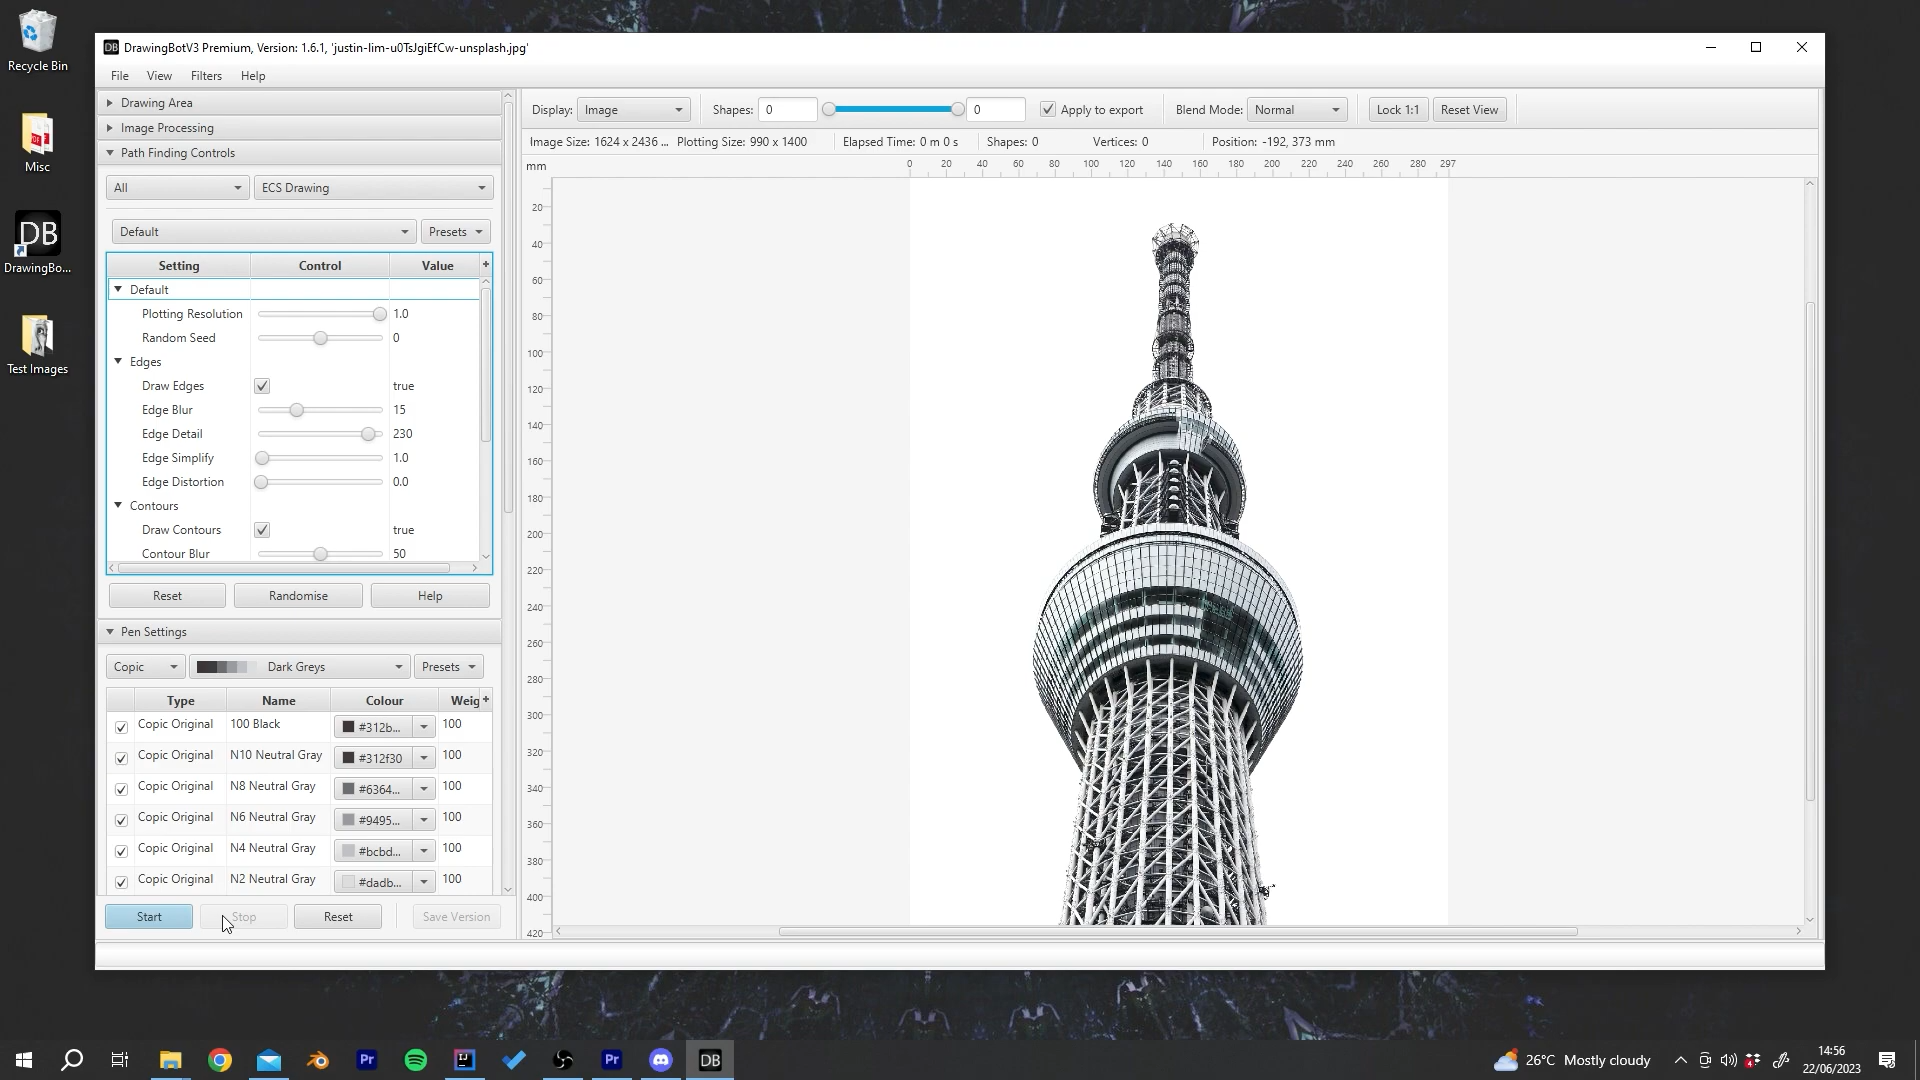 Recycle Bin
Misc
DB
DrawingBo...
Test Images
DB DrawingBotV3 Premium, Version: 1.6.1, 'justin-lim-u0TsJgiEfCw-unsplash.jpg'
File View Filters Help
Drawing Area
Image Processing
Path Finding Controls
All ECS Drawing
Default Presets
Setting Control Value +
Default
Plotting Resolution 1.0
Random Seed 0
Edges
Draw Edges true
Edge Blur 15
Edge Detail 230
Edge Simplify 1.0
Edge Distortion 0.0
Contours
Draw Contours true
Contour Blur 50
Reset Randomise Help
Pen Settings
Copic Dark Greys Presets
Type Name Colour Weig +
Copic Original 100 Black #312b... 100
Copic Original N10 Neutral Gray #312f30 100
Copic Original N8 Neutral Gray #6364... 100
Copic Original N6 Neutral Gray #9495... 100
Copic Original N4 Neutral Gray #bcbd... 100
Copic Original N2 Neutral Gray #dadb... 100
Start Stop Reset Save Version
Display: Image Shapes: 0 0 Apply to export Blend Mode: Normal Lock 1:1 Reset View
Image Size: 1624 x 2436 ... Plotting Size: 990 x 1400 Elapsed Time: 0 m 0 s Shapes: 0 Vertices: 0 Position: -192, 373 mm
mm 0 20 40 60 80 100 120 140 160 180 200 220 240 260 280 297
20
40
60
80
100
120
140
160
180
200
220
240
260
280
300
320
340
360
380
400
420
Pr Pr DB
26°C Mostly cloudy
14:56
22/06/2023